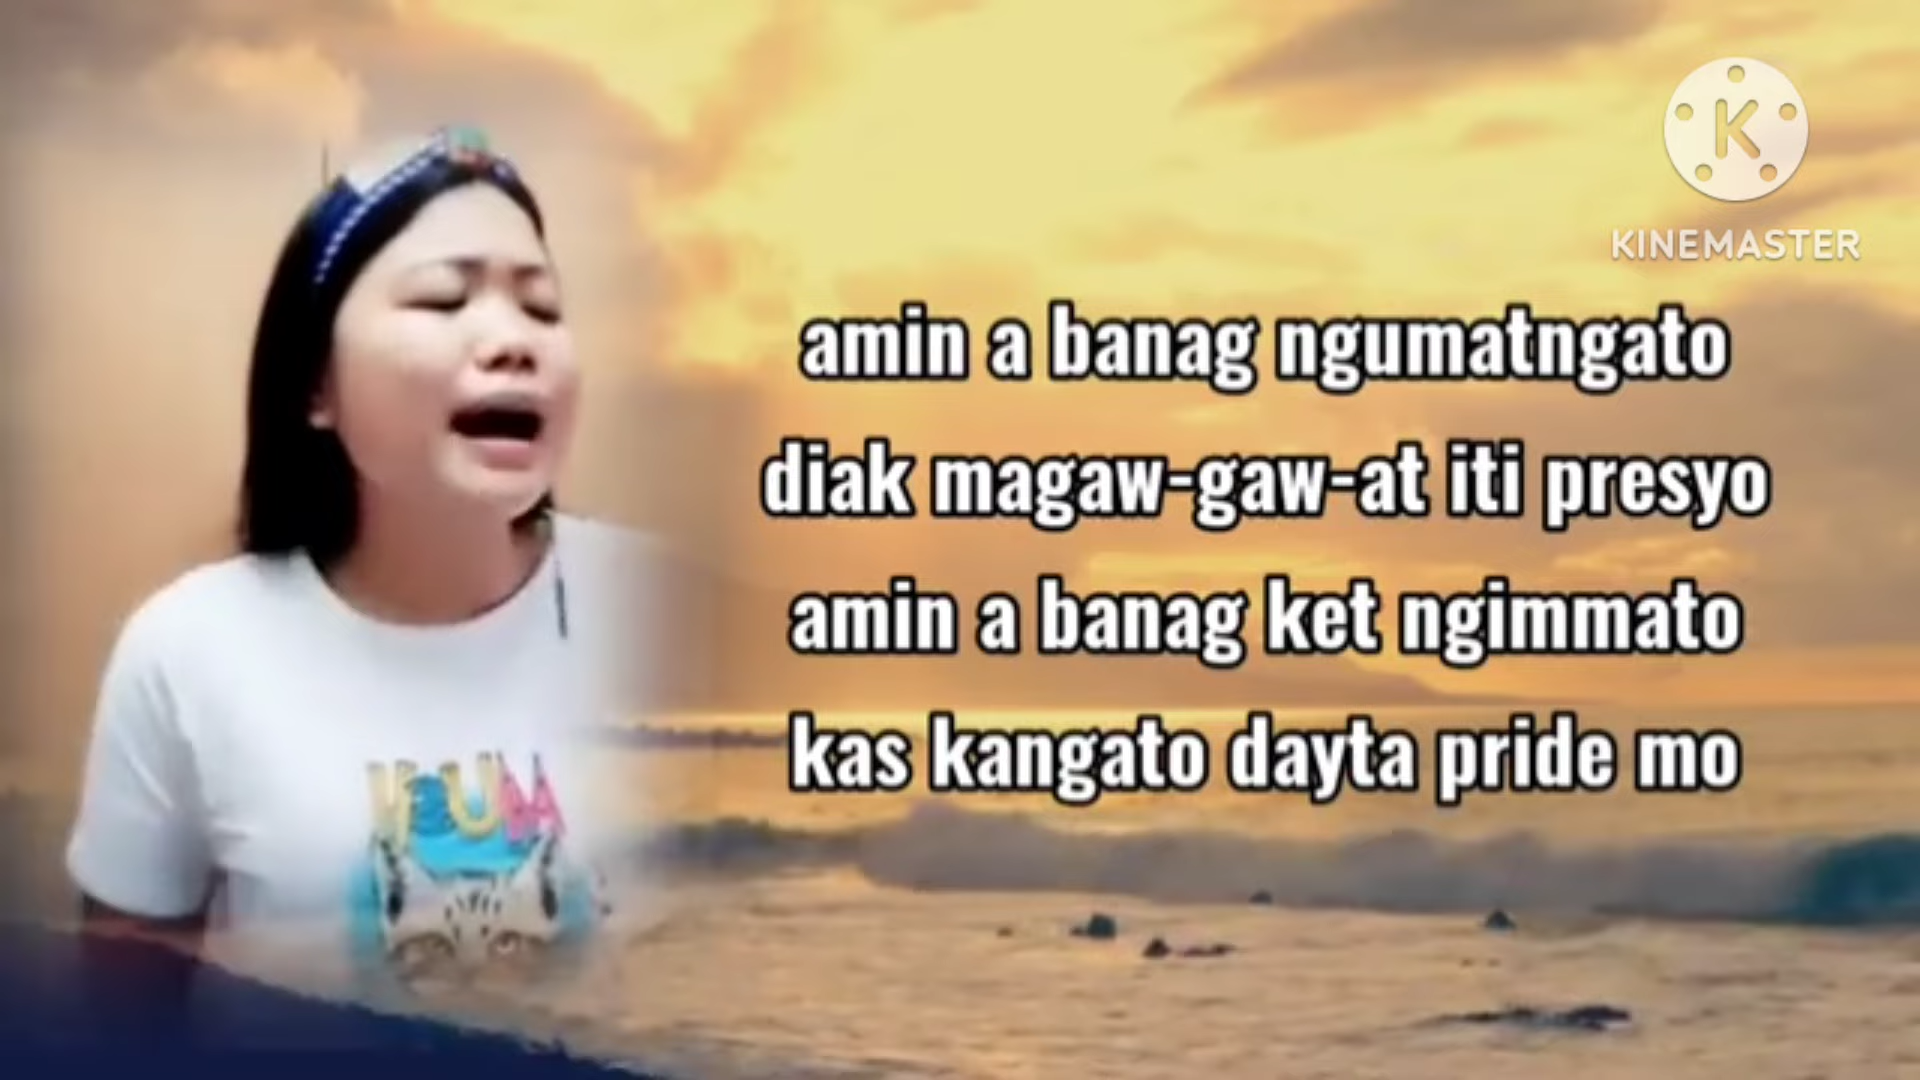 K
KINEMASTER
amin a banag ngumatngato
diak magaw-gaw-at iti presyo
amin a banag ket ngimmato
kas kangato dayta pride mo